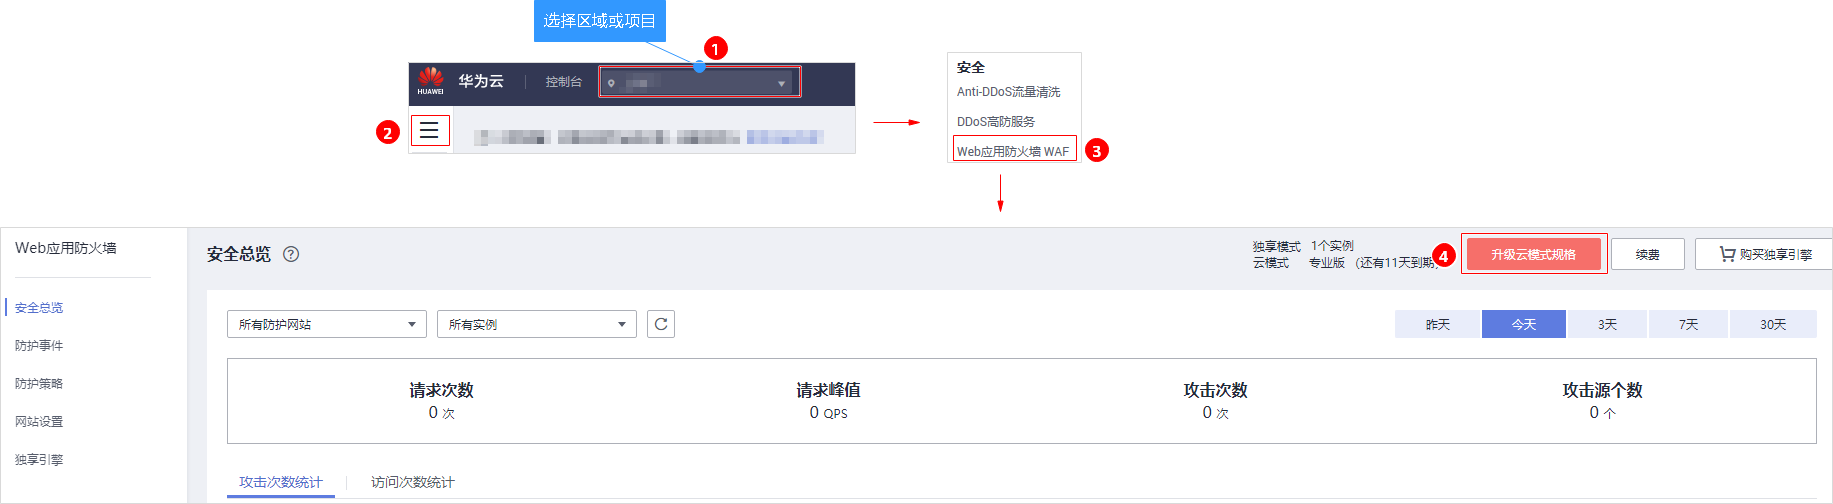 选择区域或项目
1
HUAWEI
华为云
控制台
2
安全
Anti-DDoS流量清洗
DDoS高防服务
Web应用防火墙 WAF
3
Web应用防火墙
安全总览
防护事件
防护策略
网站设置
独享引擎
安全总览 ?
独享模式 1个实例
云模式 专业版 （还有11天到期）
4
升级云模式规格
续费
购买独享引擎
所有防护网站
所有实例
昨天 今天 3天 7天 30天
请求次数
0 次
请求峰值
0 QPS
攻击次数
0 次
攻击源个数
0 个
攻击次数统计
访问次数统计